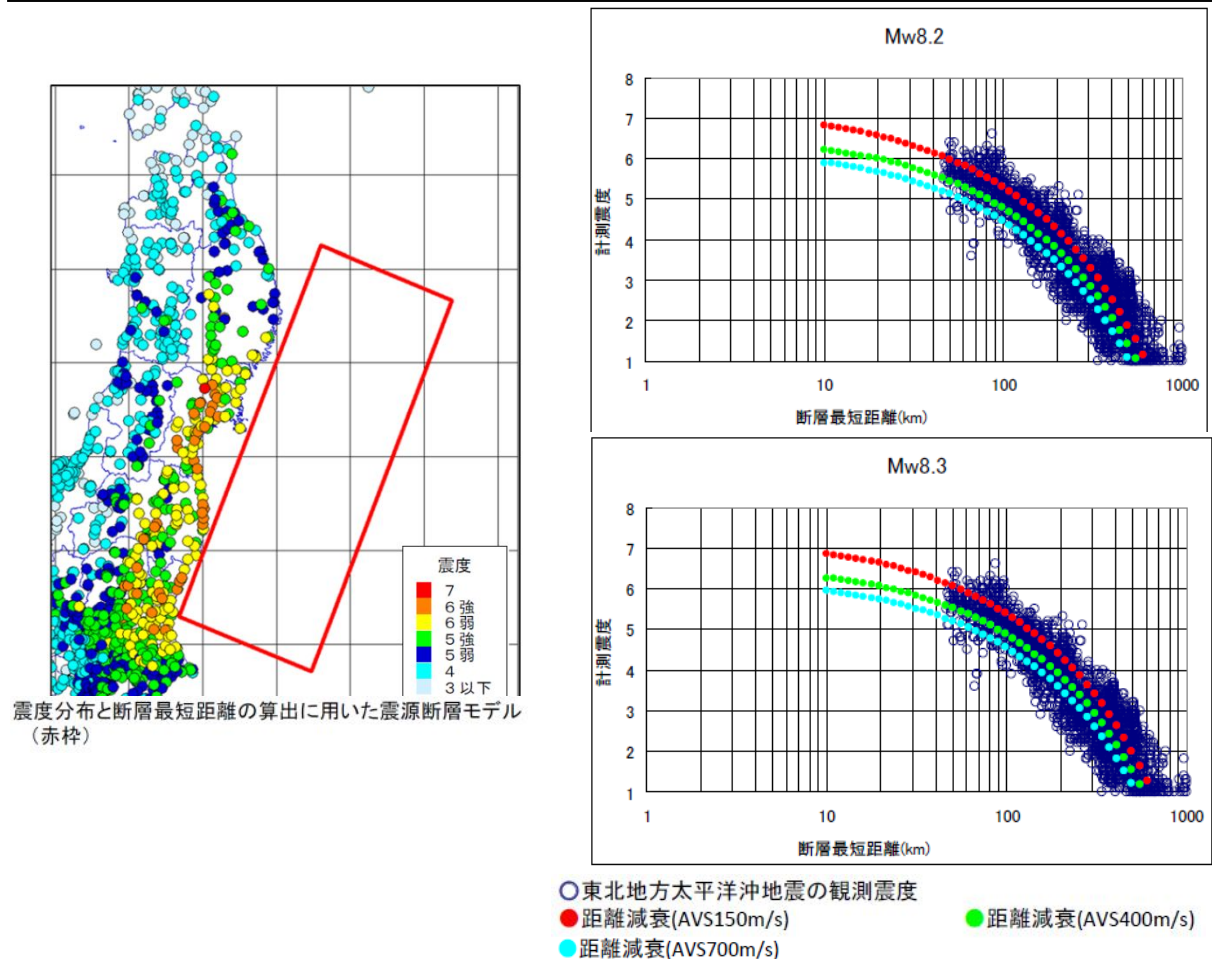 震度
7
6強
6弱
5強
5弱
4
3以下
震度分布と断層最短距離の算出に用いた震源断層モデル
(赤枠)
Mw8.2
8
7
6
5
4
3
2
1
計測震度
1 10 100 1000
断層最短距離(km)
Mw8.3
8
7
6
5
4
3
2
1
計測震度
1 10 100 1000
断層最短距離(km)
東北地方太平洋沖地震の観測震度
距離減衰(AVS150m/s) 距離減衰(AVS400m/s)
距離減衰(AVS700m/s)